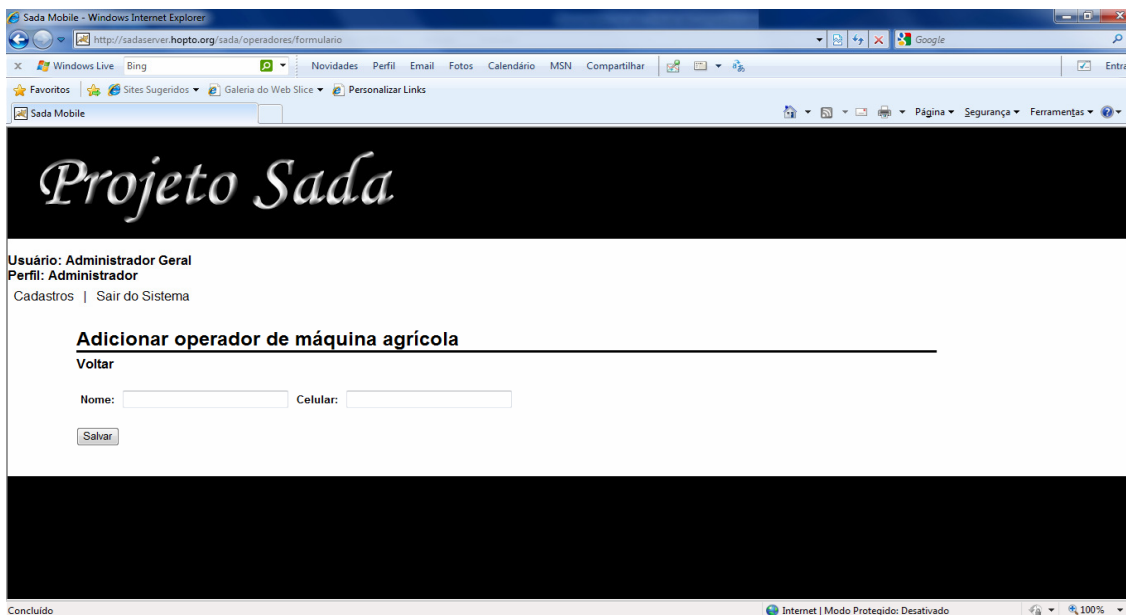 Sada Mobile - Windows Internet Explorer
http://sadaserver.hopto.org/sada/operadores/formulario Google
x Windows Live Bing Novidades Perfil Email Fotos Calendário MSN Compartilhar Entra
Favoritos Sites Sugeridos Galeria do Web Slice Personalizar Links
Sada Mobile Página Segurança Ferramentas
Projeto Sada
Usuário: Administrador Geral
Perfil: Administrador
Cadastros | Sair do Sistema
Adicionar operador de máquina agrícola
Voltar
Nome: Celular:
Salvar
Concluído Internet | Modo Protegido: Desativado 100%